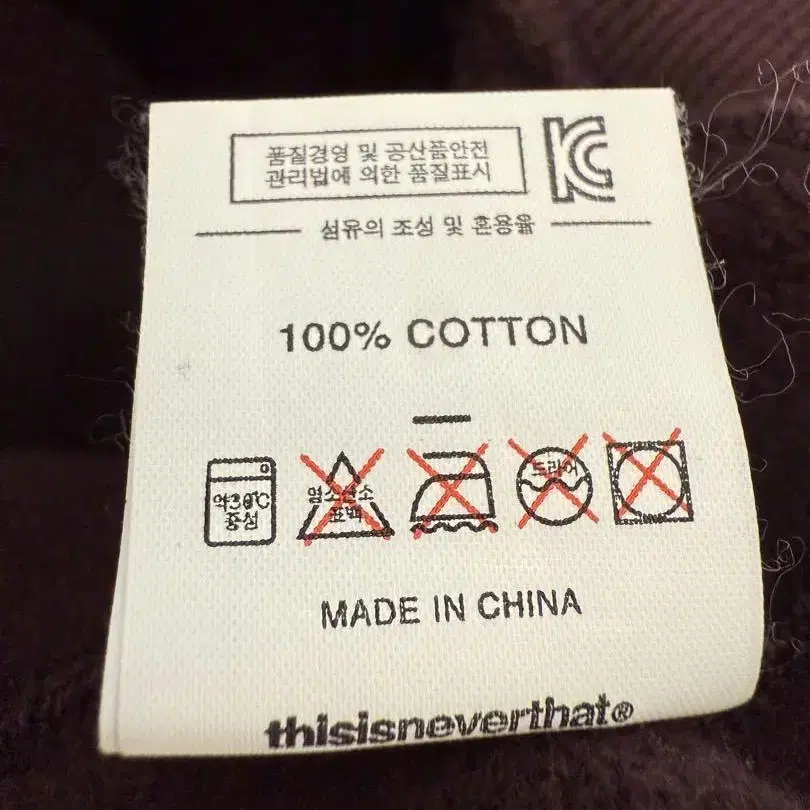 품질경영 및 공산품안전
관리법에 의한 품질표시
KC
섬유의 조성 및 혼용율
100% COTTON
약30℃
중성
염소산소
표백
드라이
MADE IN CHINA
thisisneverthat®